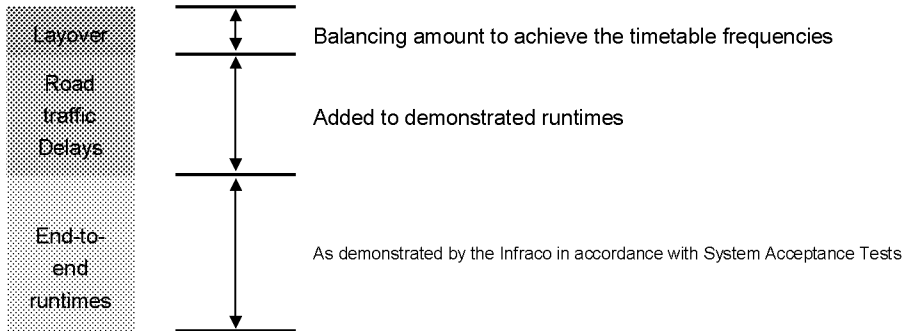 Layover
Balancing amount to achieve the timetable frequencies
Road
traffic
Delays
Added to demonstrated runtimes
End-to-
end
runtimes
As demonstrated by the Infraco in accordance with System Acceptance Tests